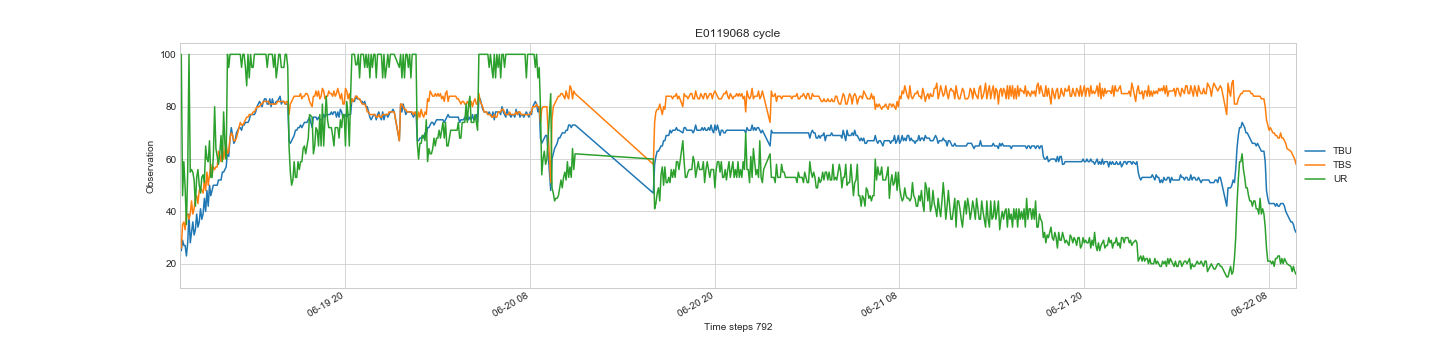 E0119068 cycle
Observation
100
80
60
40
20
06-19 20
06-20 08
06-20 20
06-21 08
06-21 20
06-22 08
Time steps 792
TBU
TBS
UR